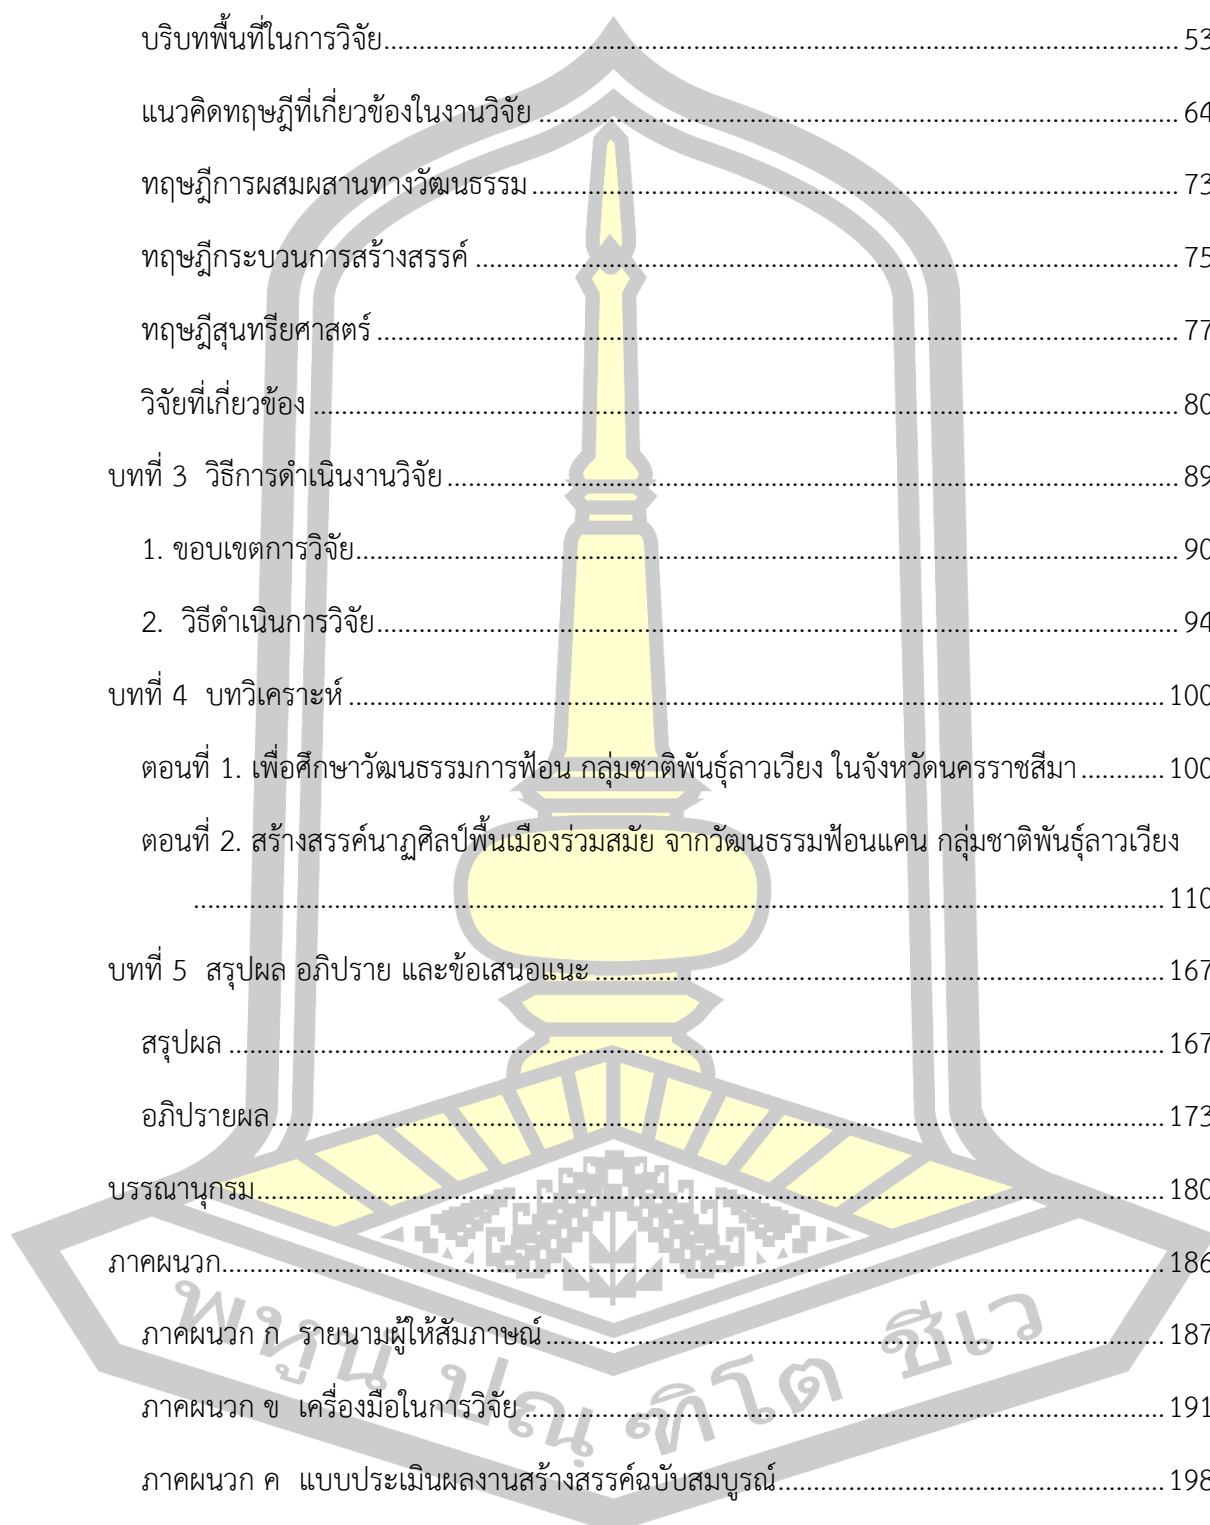 บริบทพื้นที่ในการวิจัย.................................................................................................................. 53
แนวคิดทฤษฎีที่เกี่ยวข้องในงานวิจัย ........................................................................................... 64
ทฤษฎีการผสมผสานทางวัฒนธรรม ............................................................................................ 73
ทฤษฎีกระบวนการสร้างสรรค์ .................................................................................................... 75
ทฤษฎีสุนทรียศาสตร์ .................................................................................................................. 77
วิจัยที่เกี่ยวข้อง ........................................................................................................................... 80
บทที่ 3 วิธีการดำเนินงานวิจัย ........................................................................................................ 89
1. ขอบเขตการวิจัย..................................................................................................................... 90
2. วิธีดำเนินการวิจัย.................................................................................................................. 94
บทที่ 4 บทวิเคราะห์ .................................................................................................................... 100
ตอนที่ 1. เพื่อศึกษาวัฒนธรรมการฟ้อน กลุ่มชาติพันธุ์ลาวเวียง ในจังหวัดนครราชสีมา............ 100
ตอนที่ 2. สร้างสรรค์นาฏศิลป์พื้นเมืองร่วมสมัย จากวัฒนธรรมฟ้อนแคน กลุ่มชาติพันธุ์ลาวเวียง
........................................................................................................................................... 110
บทที่ 5 สรุปผล อภิปราย และข้อเสนอแนะ ................................................................................. 167
สรุปผล ..................................................................................................................................... 167
อภิปรายผล............................................................................................................................... 173
บรรณานุกรม................................................................................................................................. 180
ภาคผนวก...................................................................................................................................... 186
ภาคผนวก ก รายนามผู้ให้สัมภาษณ์ ........................................................................................ 187
ภาคผนวก ข เครื่องมือในการวิจัย ........................................................................................... 191
ภาคผนวก ค แบบประเมินผลงานสร้างสรรค์ฉบับสมบูรณ์....................................................... 198
พหูน ปณฺฑิโต ชีเว